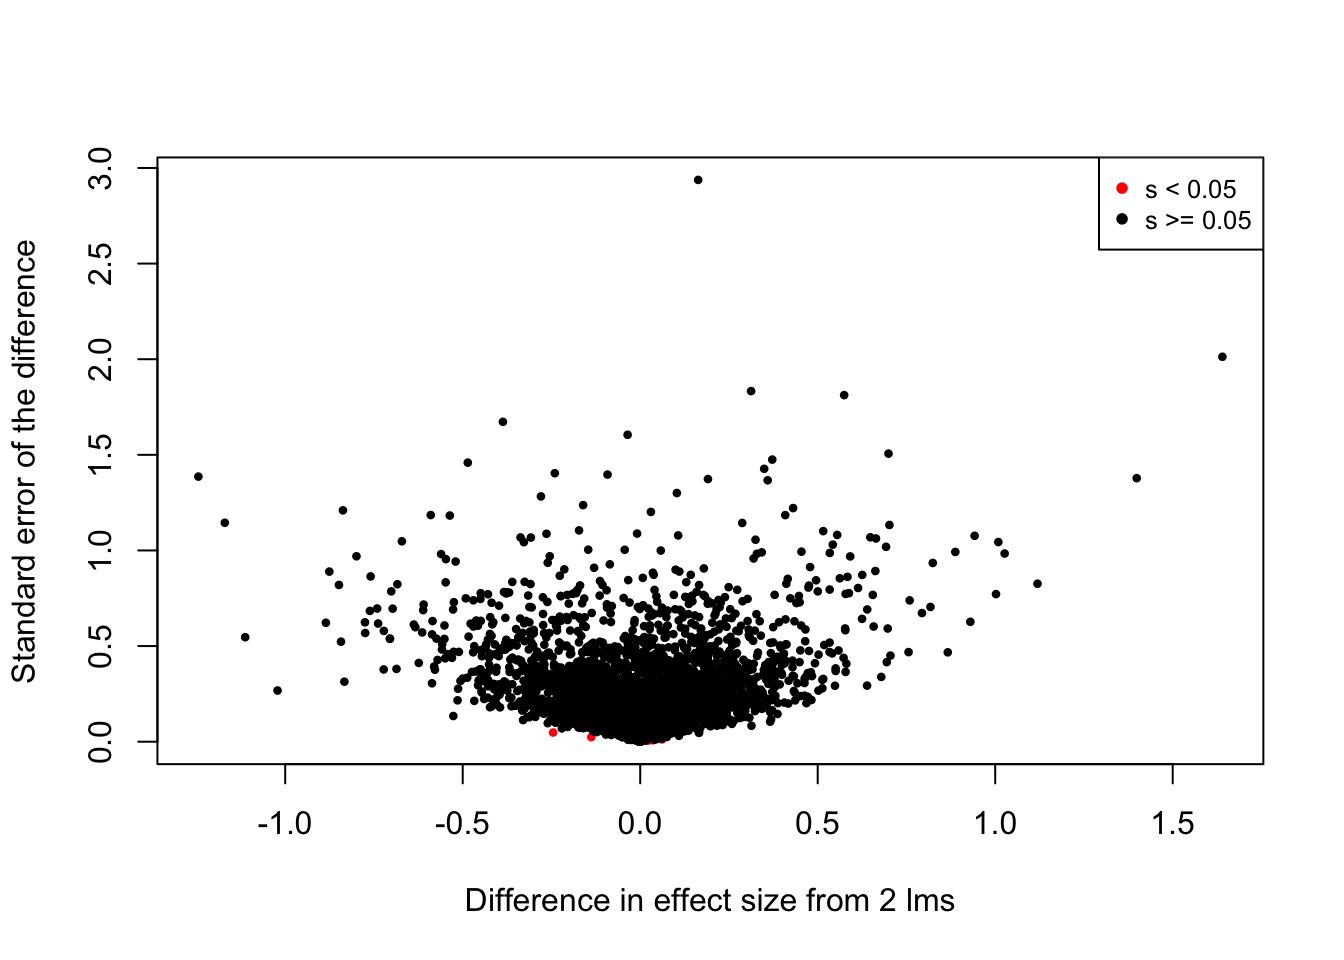 s < 0.05
s >= 0.05
Standard error of the difference
3.0
2.5
2.0
1.5
1.0
0.5
0.0
-1.0 -0.5 0.0 0.5 1.0 1.5
Difference in effect size from 2 lms